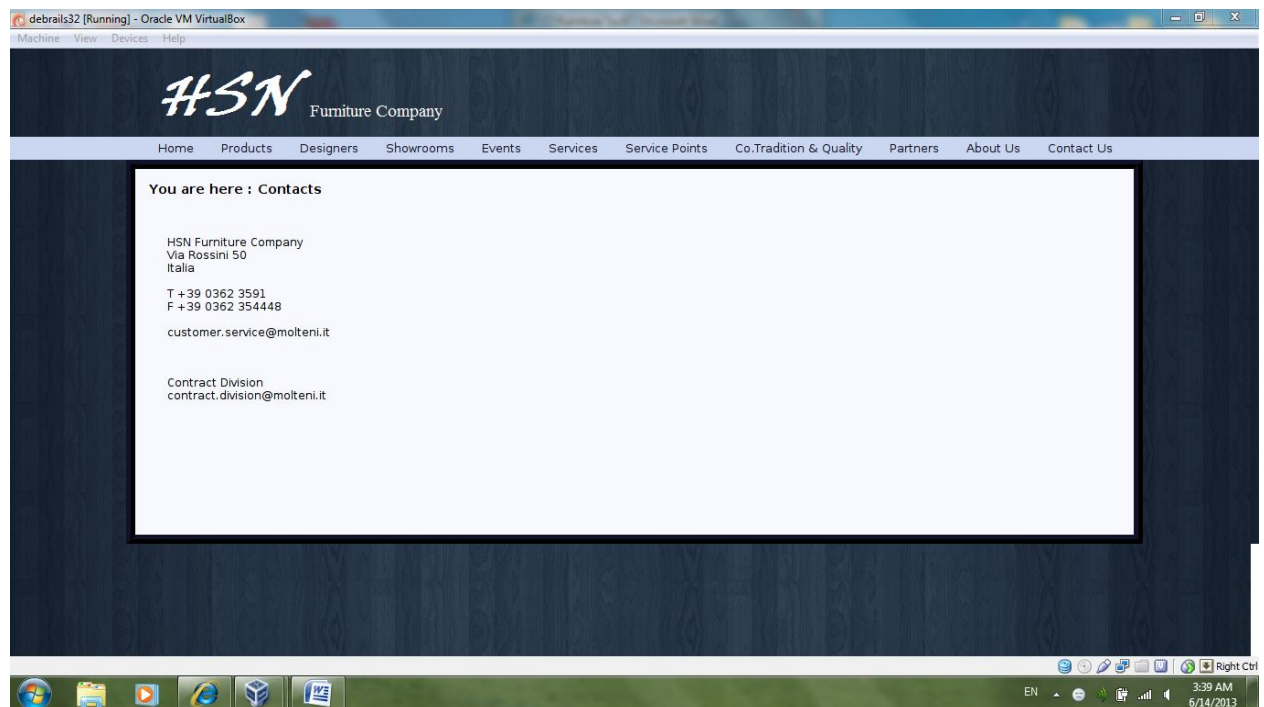 debrails32 [Running] - Oracle VM VirtualBox
Machine View Devices Help
HSN Furniture Company
Home Products Designers Showrooms Events Services Service Points Co.Tradition & Quality Partners About Us Contact Us
You are here : Contacts
HSN Furniture Company
Via Rossini 50
Italia
T +39 0362 3591
F +39 0362 354448
customer.service@molteni.it
Contract Division
contract.division@molteni.it
Right Ctrl
EN
3:39 AM
6/14/2013